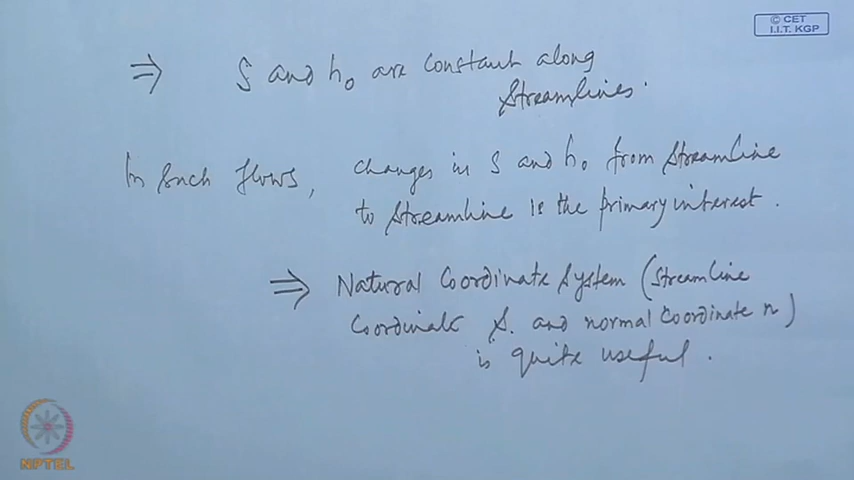 © CET
I.I.T. KGP
⇒ S and h₀ are constant along
streamlines.
In such flows, changes in S and h₀ from streamline
to streamline is the primary interest.
⇒ Natural Coordinate System (streamline
Coordinate s. and normal coordinate n)
is quite useful.
NPTEL